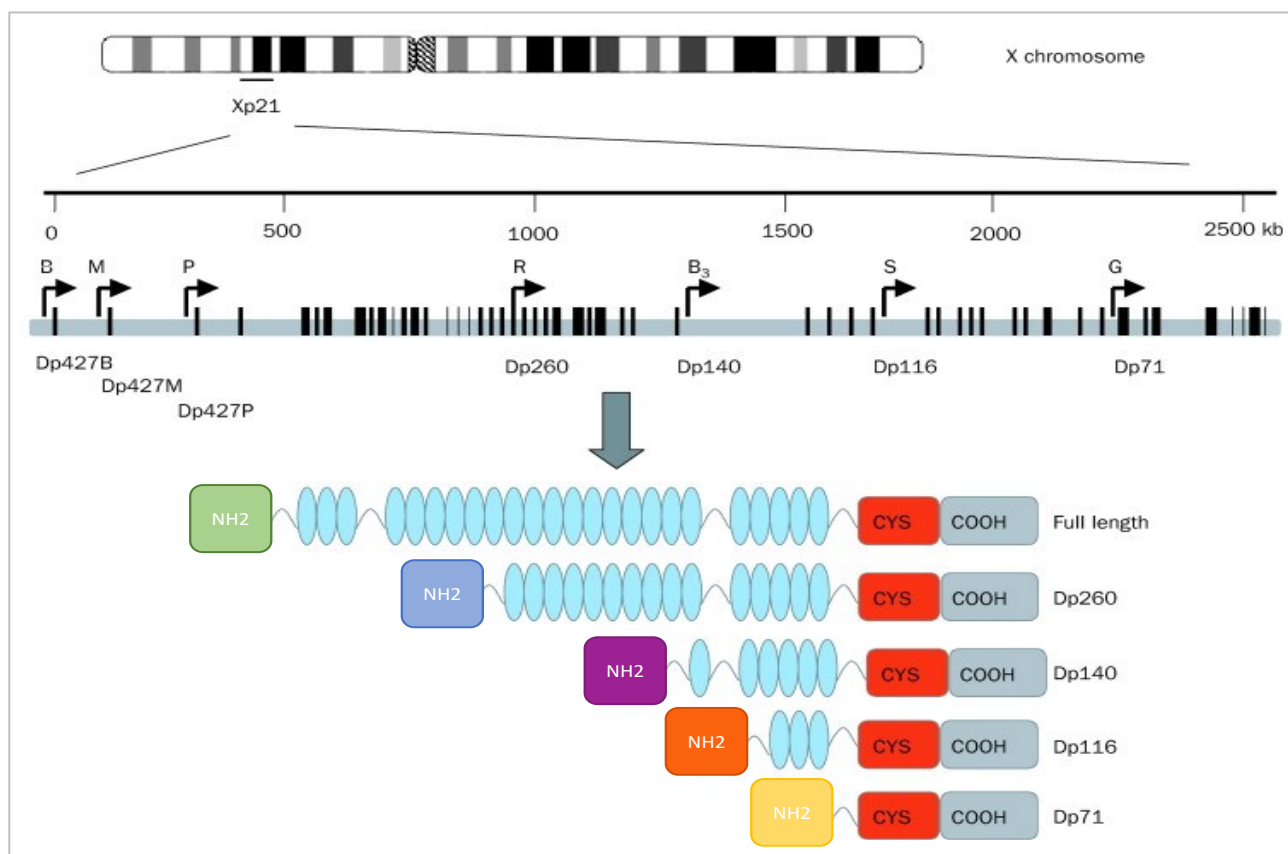 X chromosome
Xp21
0 500 1000 1500 2000 2500 kb
B M P R B₃ S G
Dp427B Dp260 Dp140 Dp116 Dp71
Dp427M
Dp427P
NH2 CYS COOH Full length
NH2 CYS COOH Dp260
NH2 CYS COOH Dp140
NH2 CYS COOH Dp116
NH2 CYS COOH Dp71